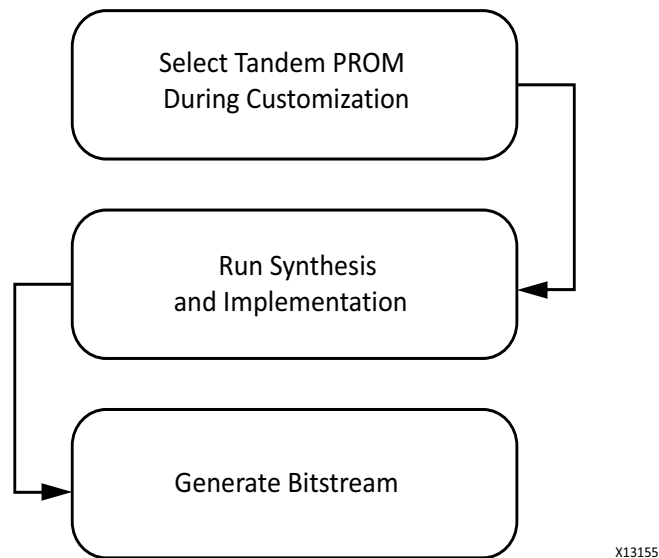 Select Tandem PROM
During Customization
Run Synthesis
and Implementation
Generate Bitstream
X13155